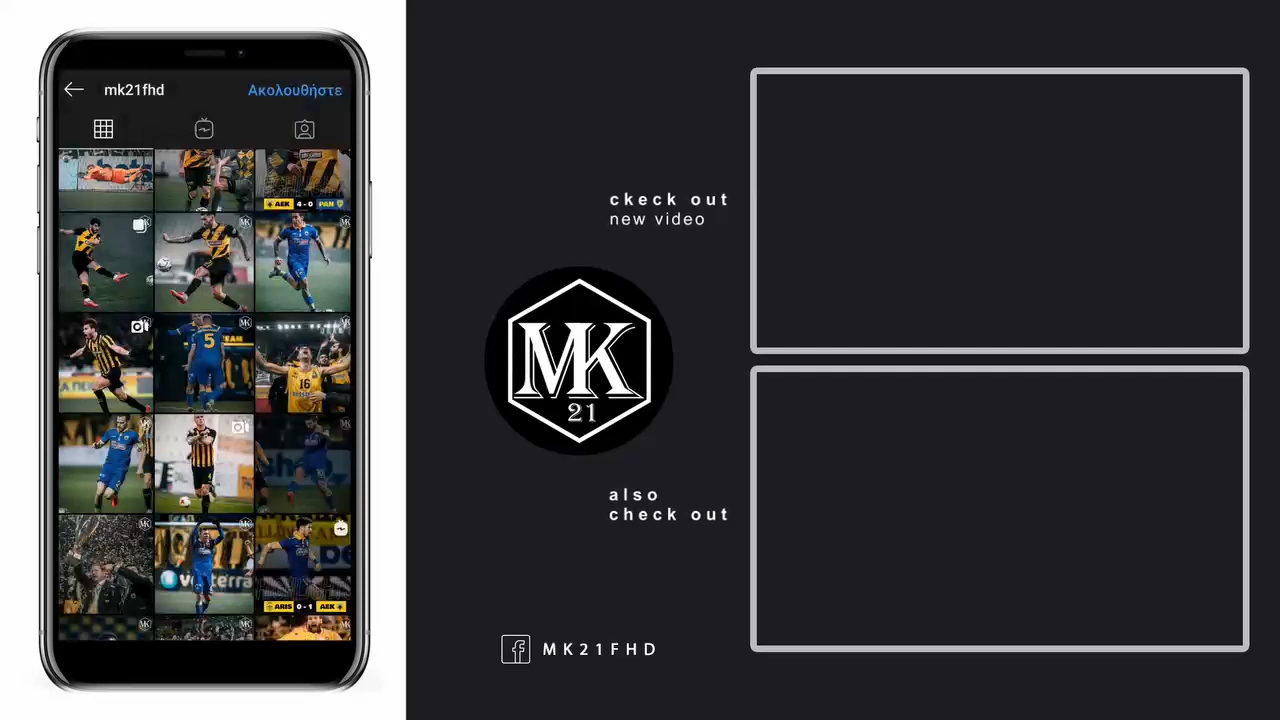 mk21fhd
Ακολουθήστε
AEK 4-0 PAN
5
16
ARIS 0-1 AEK
ckeck out
new video
MK
21
also
check out
MK21FHD